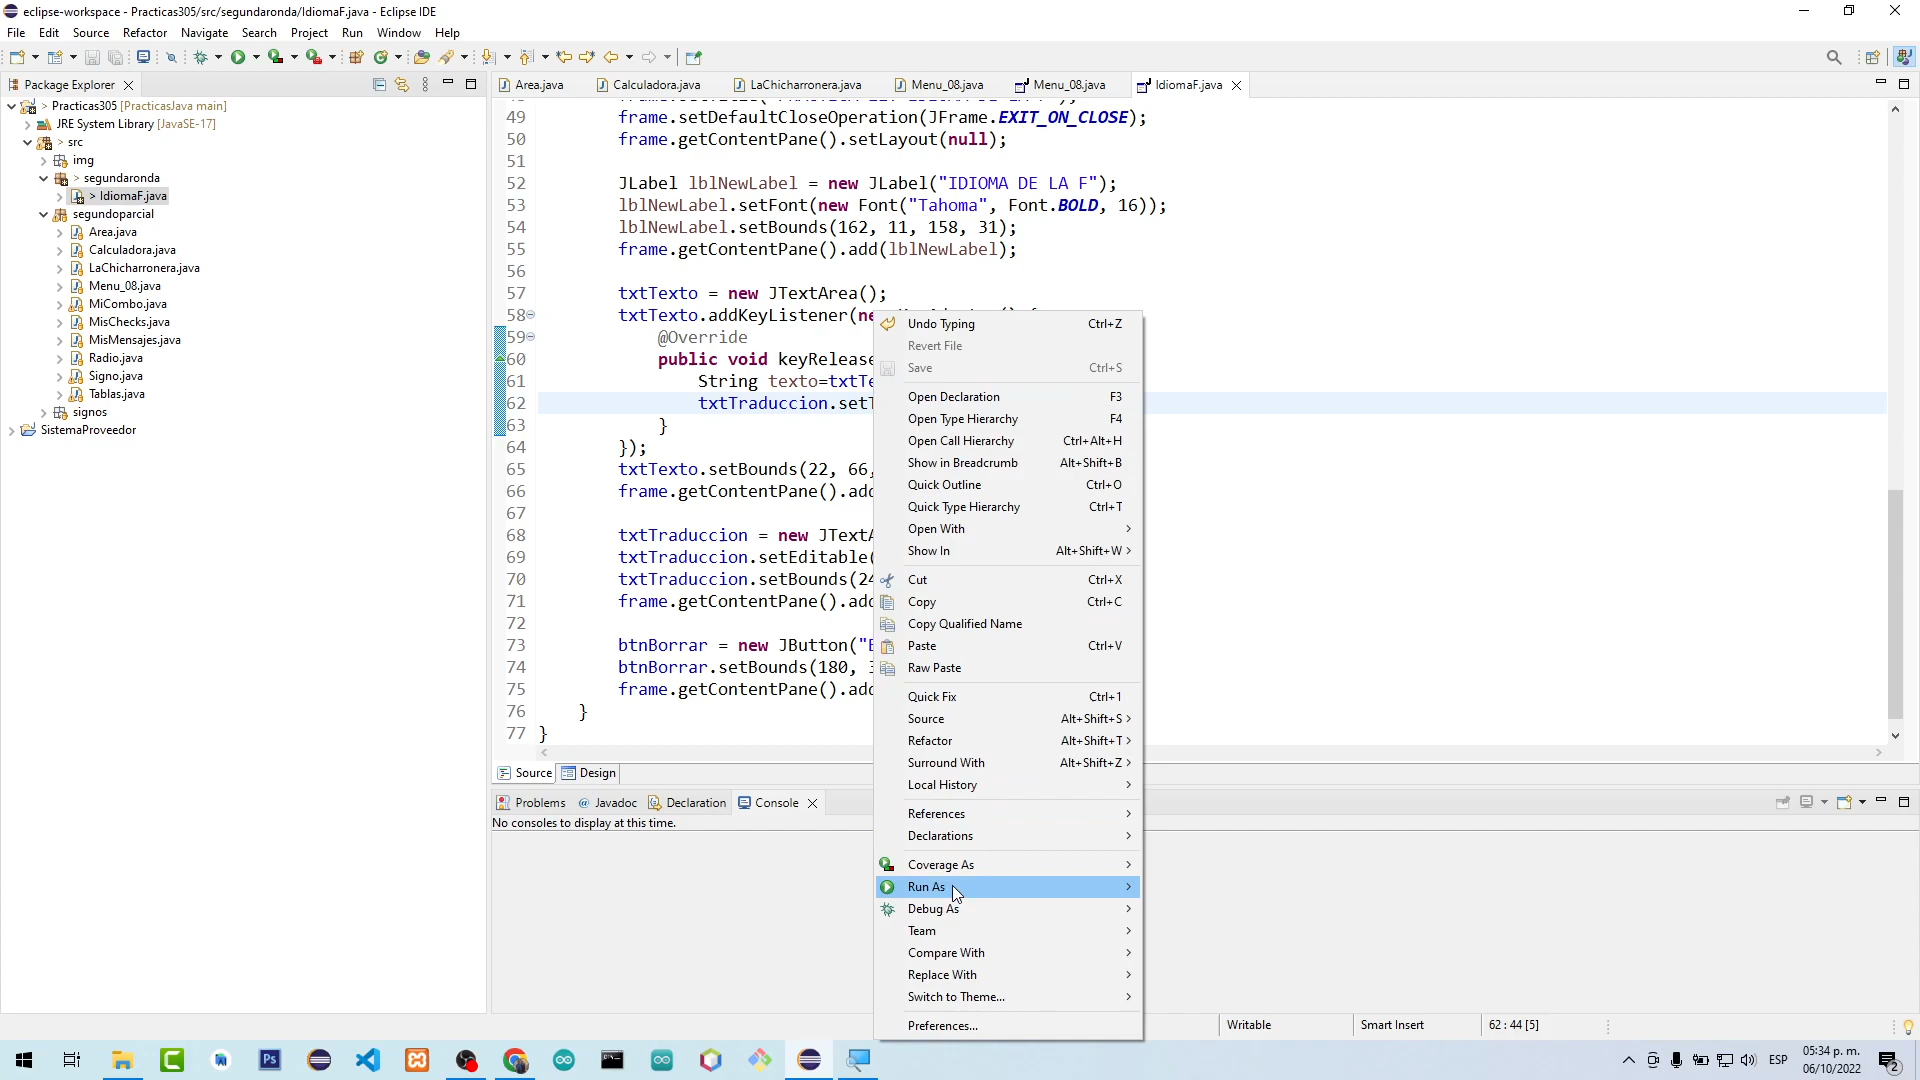 eclipse-workspace - Practicas305/src/segundaronda/IdiomaF.java - Eclipse IDE
File Edit Source Refactor Navigate Search Project Run Window Help
Package Explorer
Area.java Calculadora.java LaChicharronera.java Menu_08.java Menu_08.java IdiomaF.java
> Practicas305 [PracticasJava main]
JRE System Library [JavaSE-17]
> src
img
> segundaronda
> IdiomaF.java
segundoparcial
Area.java
Calculadora.java
LaChicharronera.java
Menu_08.java
MiCombo.java
MisChecks.java
MisMensajes.java
Radio.java
Signo.java
Tablas.java
signos
SistemaProveedor
49 frame.setDefaultCloseOperation(JFrame.EXIT_ON_CLOSE);
50 frame.getContentPane().setLayout(null);
51
52 JLabel lblNewLabel = new JLabel("IDIOMA DE LA F");
53 lblNewLabel.setFont(new Font("Tahoma", Font.BOLD, 16));
54 lblNewLabel.setBounds(162, 11, 158, 31);
55 frame.getContentPane().add(lblNewLabel);
56
57 txtTexto = new JTextArea();
58 txtTexto.addKeyListener(ne
59 @Override
60 public void keyRelease
61 String texto=txtTe
62 txtTraduccion.setT
63 }
64 });
65 txtTexto.setBounds(22, 66,
66 frame.getContentPane().add
67
68 txtTraduccion = new JTextA
69 txtTraduccion.setEditable(
70 txtTraduccion.setBounds(24
71 frame.getContentPane().add
72
73 btnBorrar = new JButton("B
74 btnBorrar.setBounds(180, 3
75 frame.getContentPane().add
76 }
77 }
Undo Typing Ctrl+Z
Revert File
Save Ctrl+S
Open Declaration F3
Open Type Hierarchy F4
Open Call Hierarchy Ctrl+Alt+H
Show in Breadcrumb Alt+Shift+B
Quick Outline Ctrl+O
Quick Type Hierarchy Ctrl+T
Open With
Show In Alt+Shift+W
Cut Ctrl+X
Copy Ctrl+C
Copy Qualified Name
Paste Ctrl+V
Raw Paste
Quick Fix Ctrl+1
Source Alt+Shift+S
Refactor Alt+Shift+T
Surround With Alt+Shift+Z
Local History
References
Declarations
Coverage As
Run As
Debug As
Team
Compare With
Replace With
Switch to Theme...
Preferences...
Source Design
Problems @ Javadoc Declaration Console
No consoles to display at this time.
Writable Smart Insert 62 : 44 [5]
ESP 05:34 p. m.
06/10/2022 2